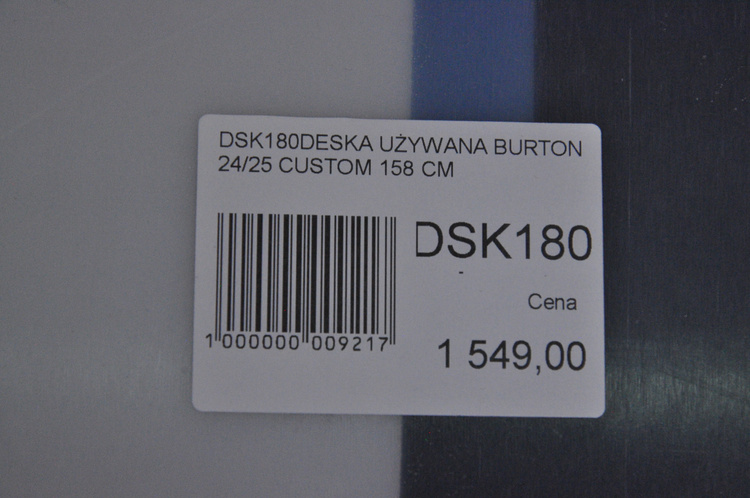 DSK180DESKA UŻYWANA BURTON
24/25 CUSTOM 158 CM
DSK180
-
Cena
1 549,00
1 000000 009217